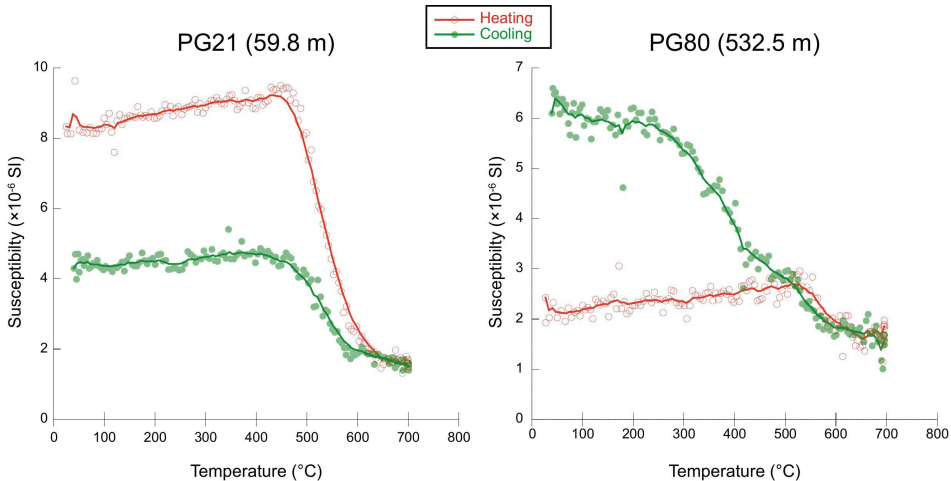 Heating
Cooling
PG21 (59.8 m)
PG80 (532.5 m)
10
8
6
4
2
0
0 100 200 300 400 500 600 700 800
Susceptibility (×10⁻⁶ SI)
Temperature (°C)
7
6
5
4
3
2
1
0
0 100 200 300 400 500 600 700 800
Susceptibility (×10⁻⁶ SI)
Temperature (°C)